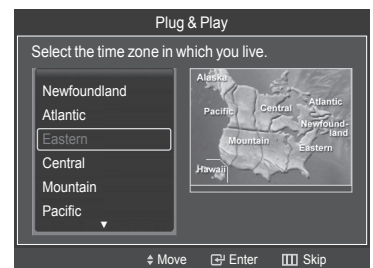 Plug & Play
Select the time zone in which you live.
Newfoundland
Atlantic
Eastern
Central
Mountain
Pacific
▼
Alaska
Pacific
Central
Atlantic
Newfound-
land
Mountain
Eastern
Hawaii
Move Enter Skip